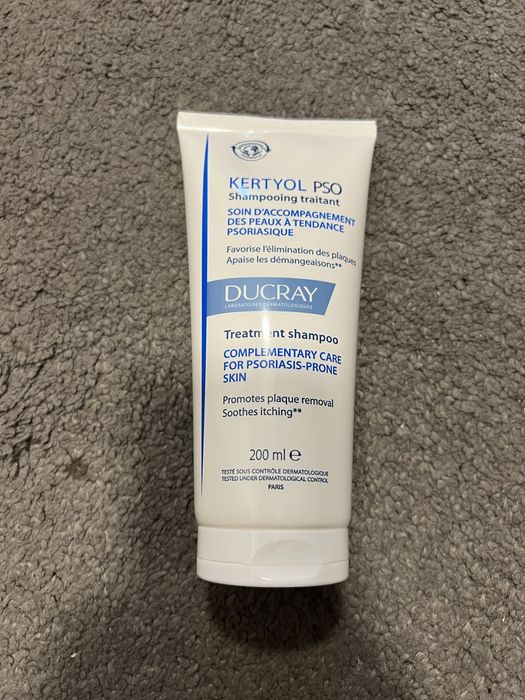 KERTYOL PSO
Shampooing traitant
SOIN D'ACCOMPAGNEMENT
DES PEAUX À TENDANCE
PSORIASIQUE
Favorise l'élimination des plaques
Apaise les démangeaisons**
DUCRAY
LABORATOIRES DERMATOLOGIQUES
Treatment shampoo
COMPLEMENTARY CARE
FOR PSORIASIS-PRONE
SKIN
Promotes plaque removal
Soothes itching**
200 ml e
TESTÉ SOUS CONTRÔLE DERMATOLOGIQUE
TESTED UNDER DERMATOLOGICAL CONTROL
PARIS